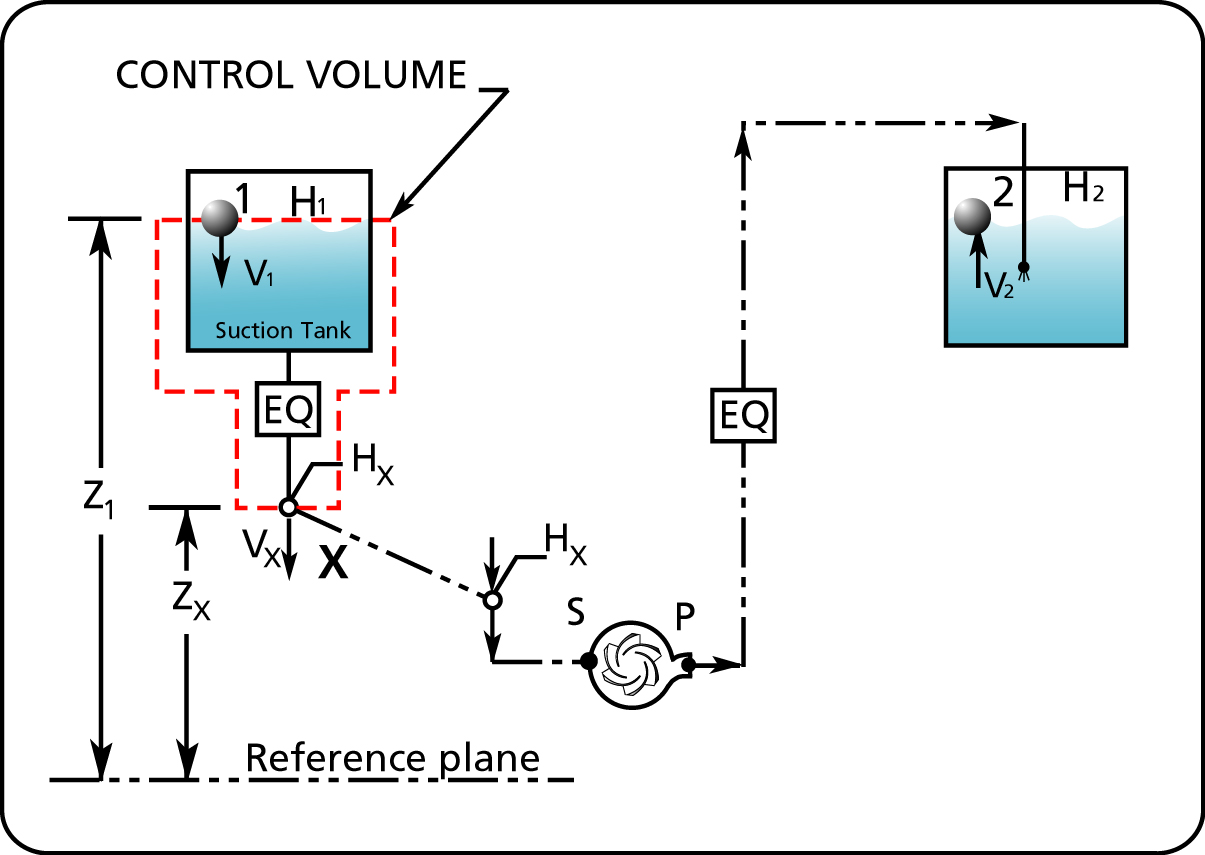 CONTROL VOLUME
1
H1
2
H2
V1
V2
Suction Tank
EQ
EQ
HX
Z1
VX
X
HX
ZX
S
P
Reference plane